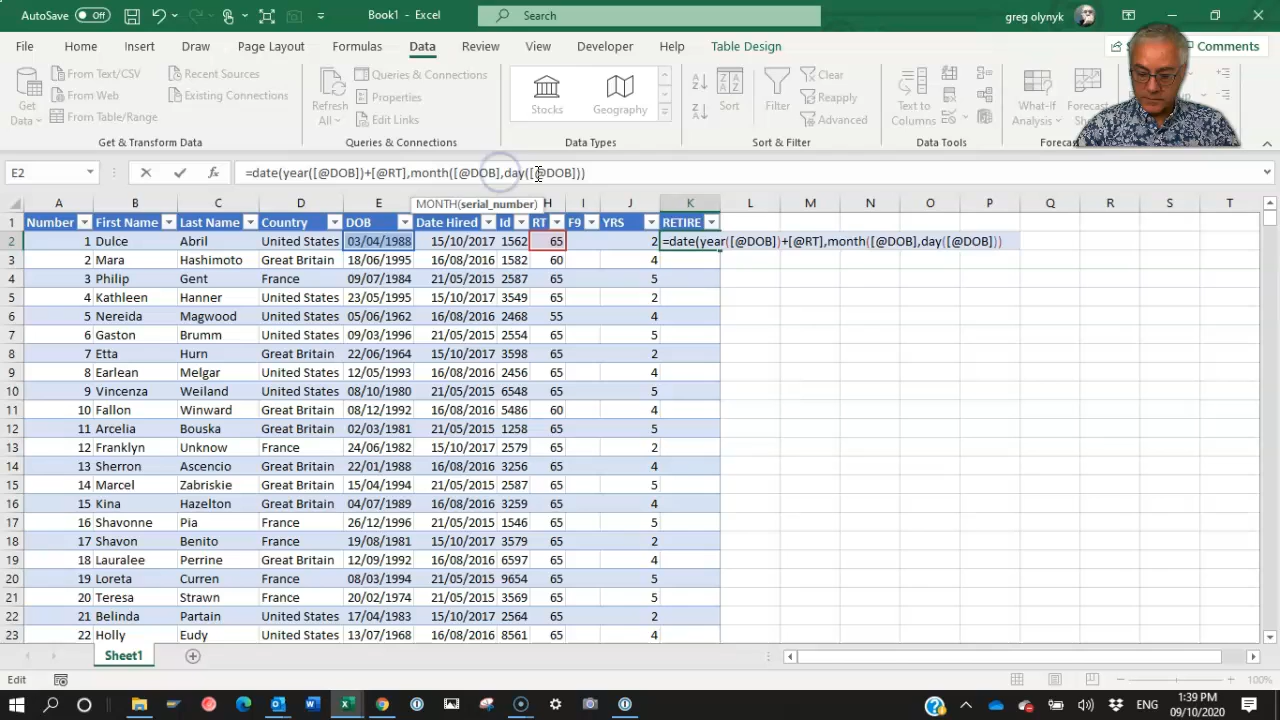 AutoSave Off Book1 - Excel Search greg olynyk
File Home Insert Draw Page Layout Formulas Data Review View Developer Help Table Design Comments
Get Data From Text/CSV From Web From Table/Range Recent Sources Existing Connections
Refresh All Queries & Connections Properties Edit Links
Stocks Geography
Sort Filter Clear Reapply Advanced
Text to Columns What-if Analysis Forecast
Get & Transform Data Queries & Connections Data Types Sort & Filter Data Tools
E2 fx =date(year([@DOB])+[@RT],month([@DOB],day([@DOB]))
MONTH(serial_number)
A B C D E F G H I J K L M N O P Q R S T
1 Number First Name Last Name Country DOB Date Hired Id RT F9 YRS RETIRE
2 1 Dulce Abril United States 03/04/1988 15/10/2017 1562 65 2 =date(year([@DOB])+[@RT],month([@DOB],day([@DOB]))
3 2 Mara Hashimoto Great Britain 18/06/1995 16/08/2016 1582 60 4
4 3 Philip Gent France 09/07/1984 21/05/2015 2587 65 5
5 4 Kathleen Hanner United States 23/05/1995 15/10/2017 3549 65 2
6 5 Nereida Magwood United States 05/06/1962 16/08/2016 2468 55 4
7 6 Gaston Brumm United States 09/03/1996 21/05/2015 2554 65 5
8 7 Etta Hurn Great Britain 22/06/1964 15/10/2017 3598 65 2
9 8 Earlean Melgar United States 12/05/1993 16/08/2016 2456 65 4
10 9 Vincenza Weiland United States 08/10/1980 21/05/2015 6548 65 5
11 10 Fallon Winward Great Britain 08/12/1992 16/08/2016 5486 60 4
12 11 Arcelia Bouska Great Britain 02/03/1981 21/05/2015 1258 65 5
13 12 Franklyn Unknow France 24/06/1982 15/10/2017 2579 65 2
14 13 Sherron Ascencio Great Britain 22/01/1988 16/08/2016 3256 65 4
15 14 Marcel Zabriskie Great Britain 15/04/1994 21/05/2015 2587 65 5
16 15 Kina Hazelton Great Britain 04/07/1989 16/08/2016 3259 65 4
17 16 Shavonne Pia France 26/12/1996 21/05/2015 1546 65 5
18 17 Shavon Benito France 19/08/1981 15/10/2017 3579 65 2
19 18 Lauralee Perrine Great Britain 12/09/1992 16/08/2016 6597 65 4
20 19 Loreta Curren France 08/03/1994 21/05/2015 9654 65 5
21 20 Teresa Strawn France 20/02/1974 21/05/2015 3569 65 5
22 21 Belinda Partain United States 17/04/1983 15/10/2017 2564 65 2
23 22 Holly Eudy United States 13/07/1968 16/08/2016 8561 65 4
Sheet1
Edit 100%
ENG 1:39 PM
09/10/2020